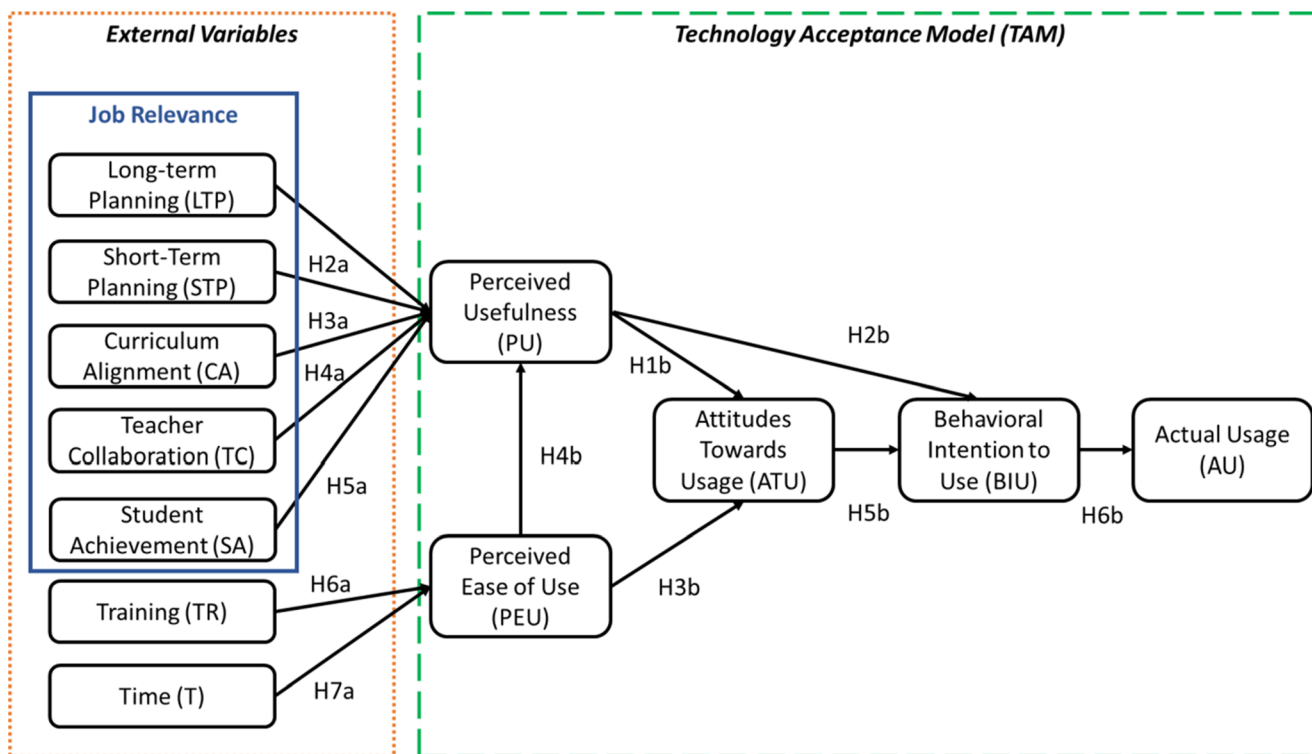 External Variables
Technology Acceptance Model (TAM)
Job Relevance
Long-term
Planning (LTP)
Short-Term
Planning (STP)
Curriculum
Alignment (CA)
Teacher
Collaboration (TC)
Student
Achievement (SA)
Training (TR)
Time (T)
H2a
H3a
H4a
H5a
H6a
H7a
Perceived
Usefulness
(PU)
H4b
Perceived
Ease of Use
(PEU)
H1b
H2b
H3b
Attitudes
Towards
Usage (ATU)
H5b
Behavioral
Intention to
Use (BIU)
H6b
Actual Usage
(AU)